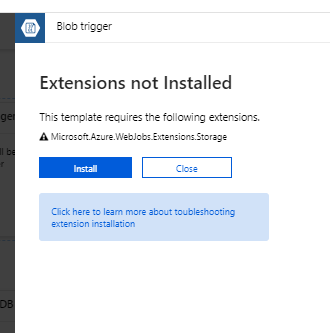 Blob trigger
Extensions not Installed
This template requires the following extensions.
Microsoft.Azure.WebJobs.Extensions.Storage
Install
Close
Click here to learn more about toubleshooting
extension installation
DB